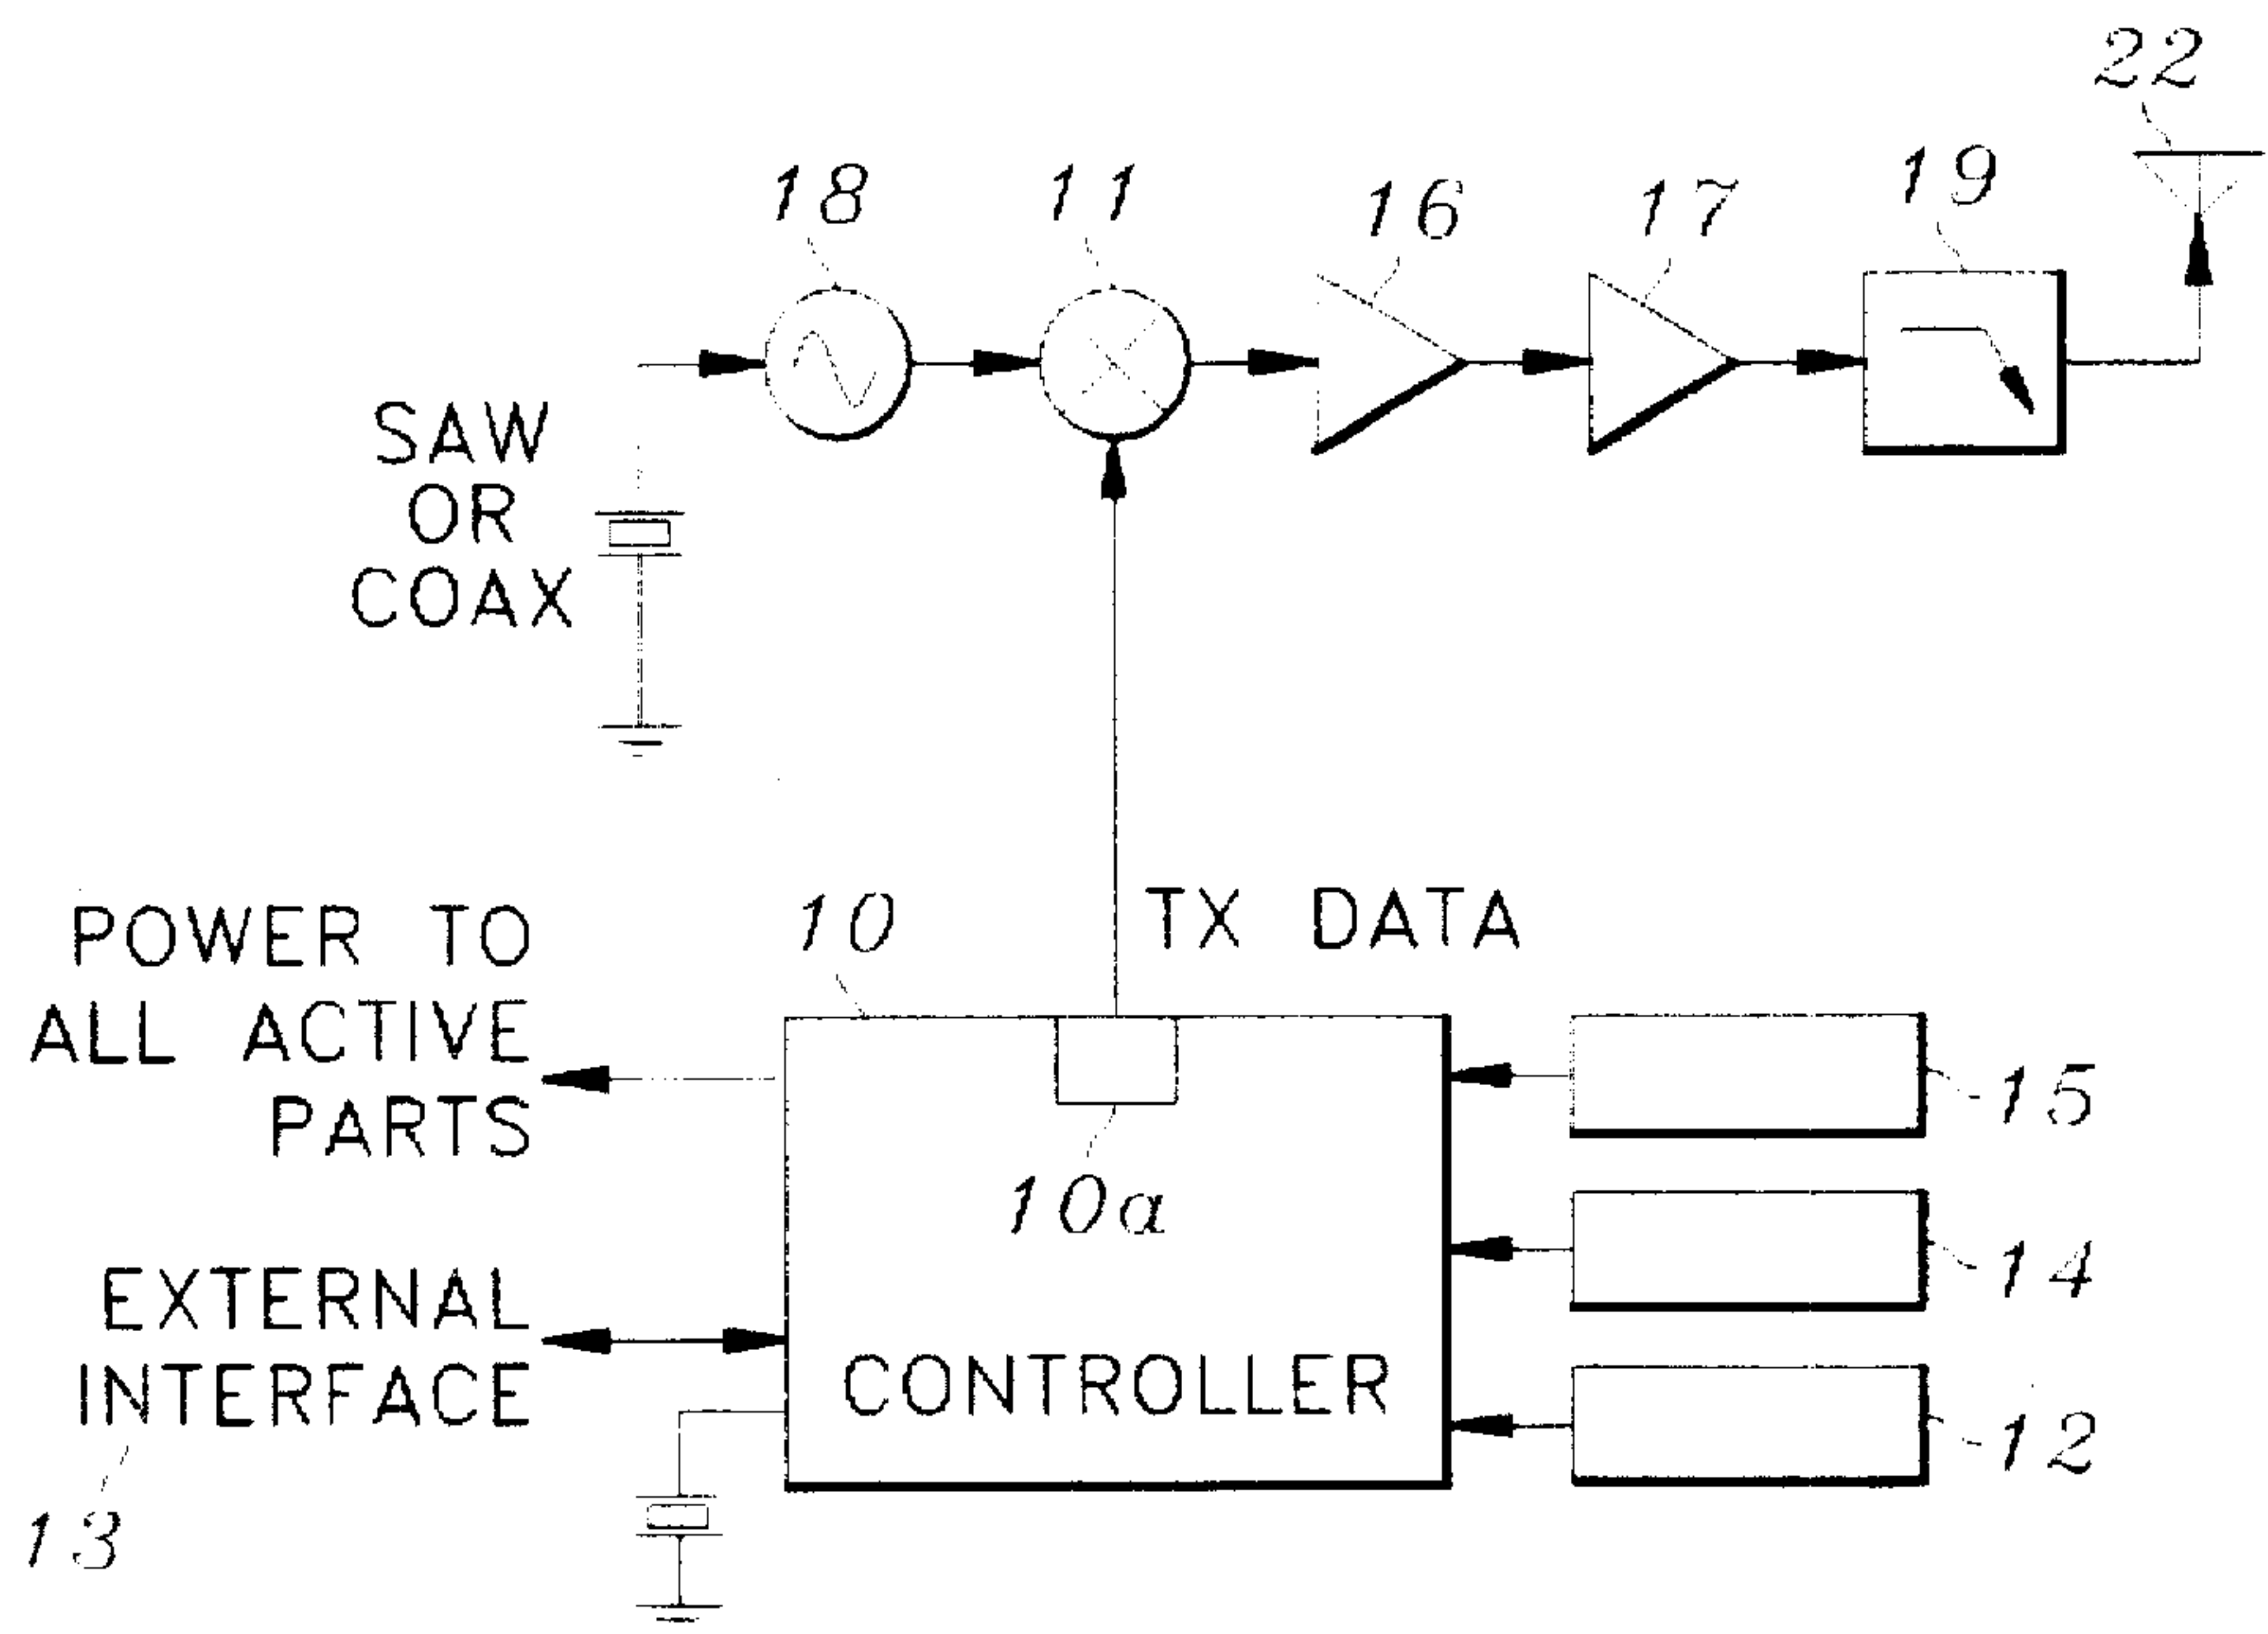 22
18
11
16
17
19
SAW
OR
COAX
10
TX DATA
POWER TO
ALL ACTIVE
PARTS
15
10a
14
EXTERNAL
INTERFACE
CONTROLLER
12
13